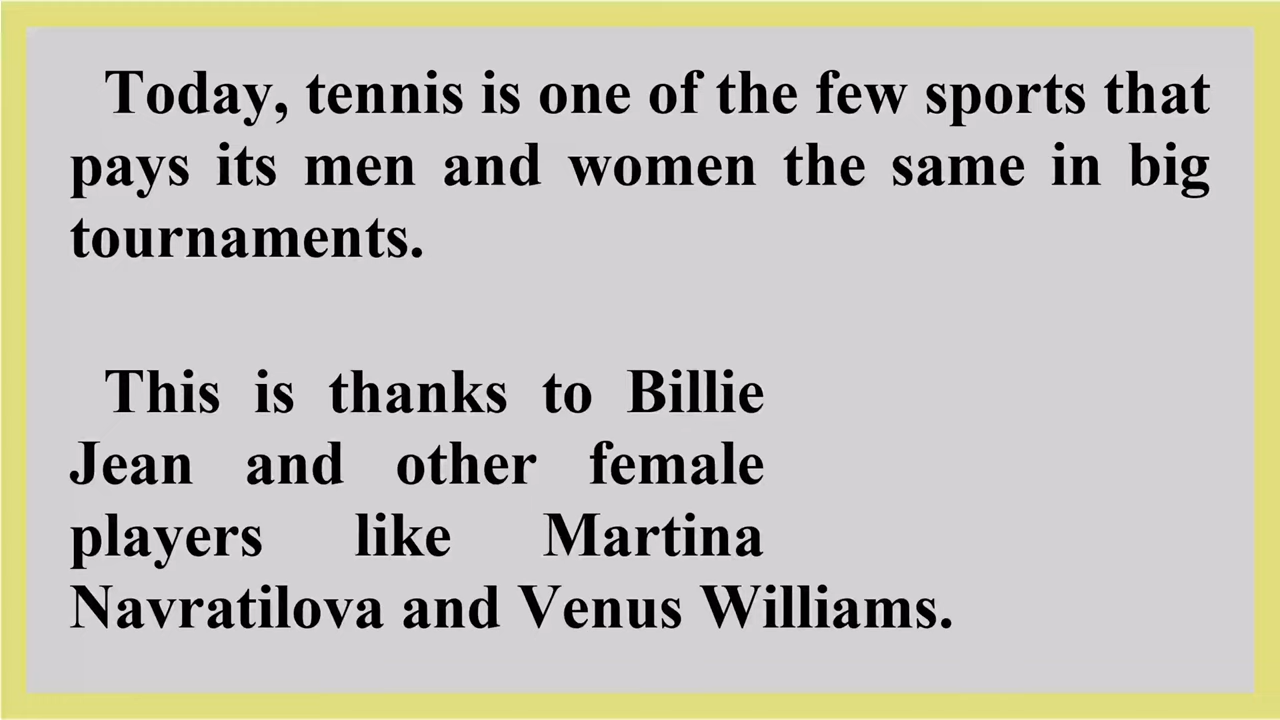 Today, tennis is one of the few sports that
pays its men and women the same in big
tournaments.
This is thanks to Billie
Jean and other female
players like Martina
Navratilova and Venus Williams.